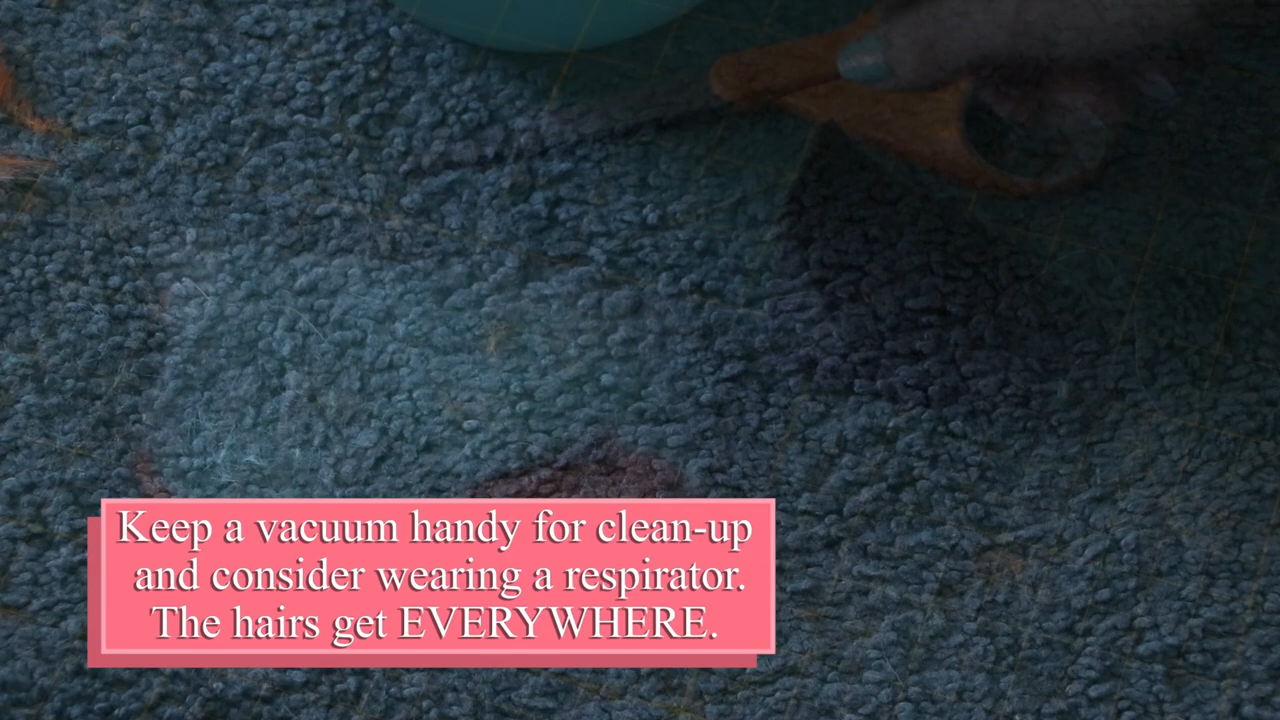 Keep a vacuum handy for clean-up
and consider wearing a respirator.
The hairs get EVERYWHERE.